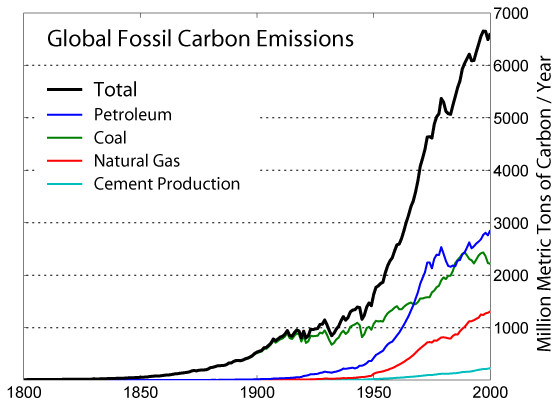 Global Fossil Carbon Emissions
Total
Petroleum
Coal
Natural Gas
Cement Production
7000
6000
5000
4000
3000
2000
1000
Million Metric Tons of Carbon / Year
1800
1850
1900
1950
2000